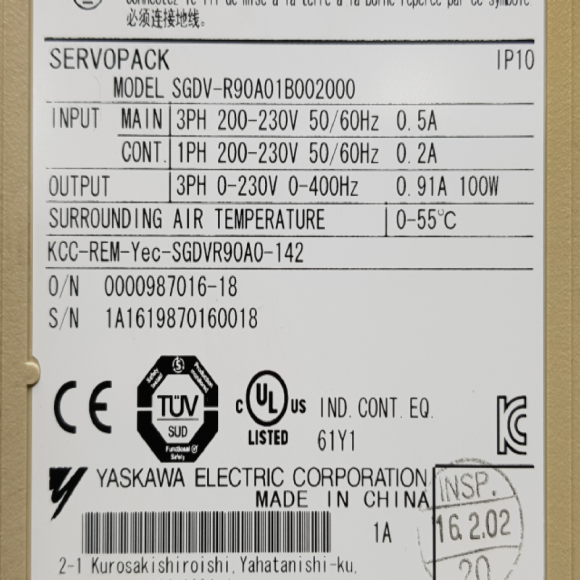 必须连接地线。
SERVOPACK IP10
MODEL SGDV-R90A01B002000
INPUT MAIN 3PH 200-230V 50/60Hz 0.5A
CONT. 1PH 200-230V 50/60Hz 0.2A
OUTPUT 3PH 0-230V 0-400Hz 0.91A 100W
SURROUNDING AIR TEMPERATURE 0-55℃
KCC-REM-Yec-SGDVR90A0-142
O/N 0000987016-18
S/N 1A1619870160018
CE
TÜV
SUD
Functional
Safety
C UL US
LISTED
IND. CONT. EQ.
61Y1
YASKAWA ELECTRIC CORPORATION
MADE IN CHINA
1A
INSP.
16.2.02
20
2-1 Kurosakishiroishi, Yahatanishi-ku,